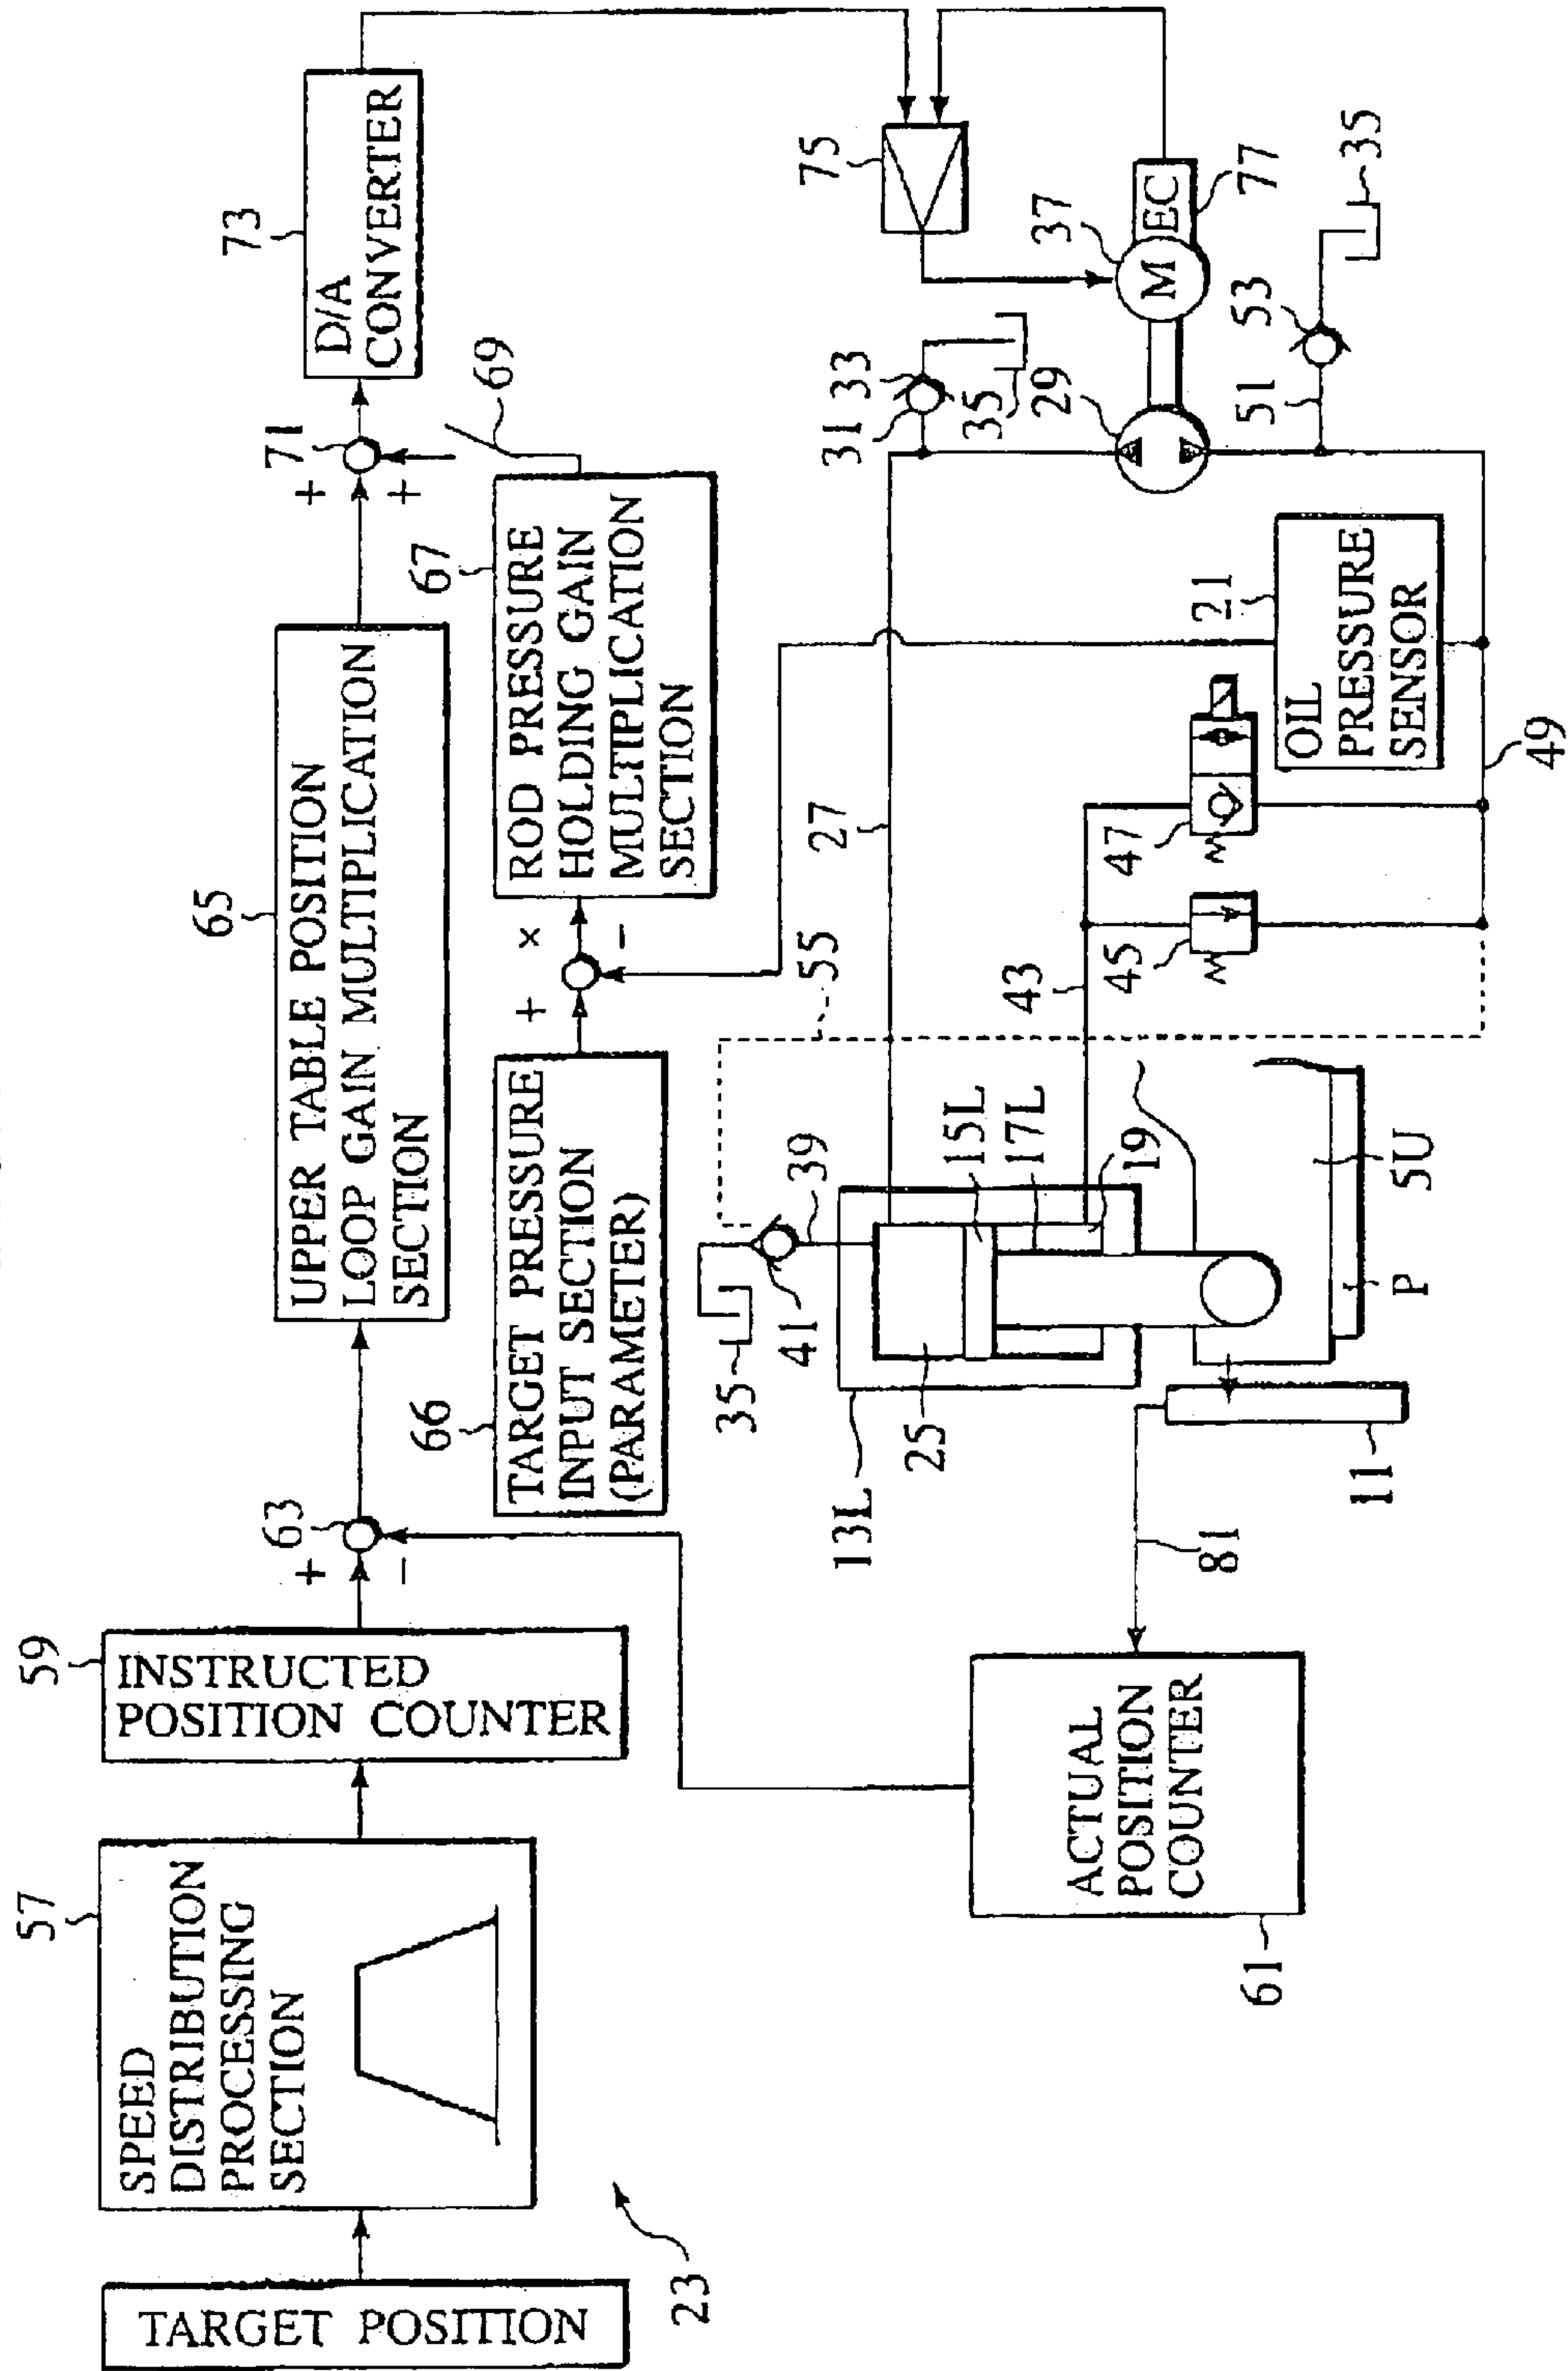 TARGET POSITION
23
57
SPEED
DISTRIBUTION
PROCESSING
SECTION
59
INSTRUCTED
POSITION COUNTER
63
+
−
65
UPPER TABLE POSITION
LOOP GAIN MULTIPLICATION
SECTION
71
+
+
73
D/A
CONVERTER
66
TARGET PRESSURE
INPUT SECTION
(PARAMETER)
+
×
−
67
ROD PRESSURE
HOLDING GAIN
MULTIPLICATION
SECTION
69
61
ACTUAL
POSITION
COUNTER
81
11
13L
25
35
41
39
15L
17L
19
P
5U
55
43
27
45
47
49
21
OIL
PRESSURE
SENSOR
31
33
35
29
37
M
EC
77
75
51
53
35